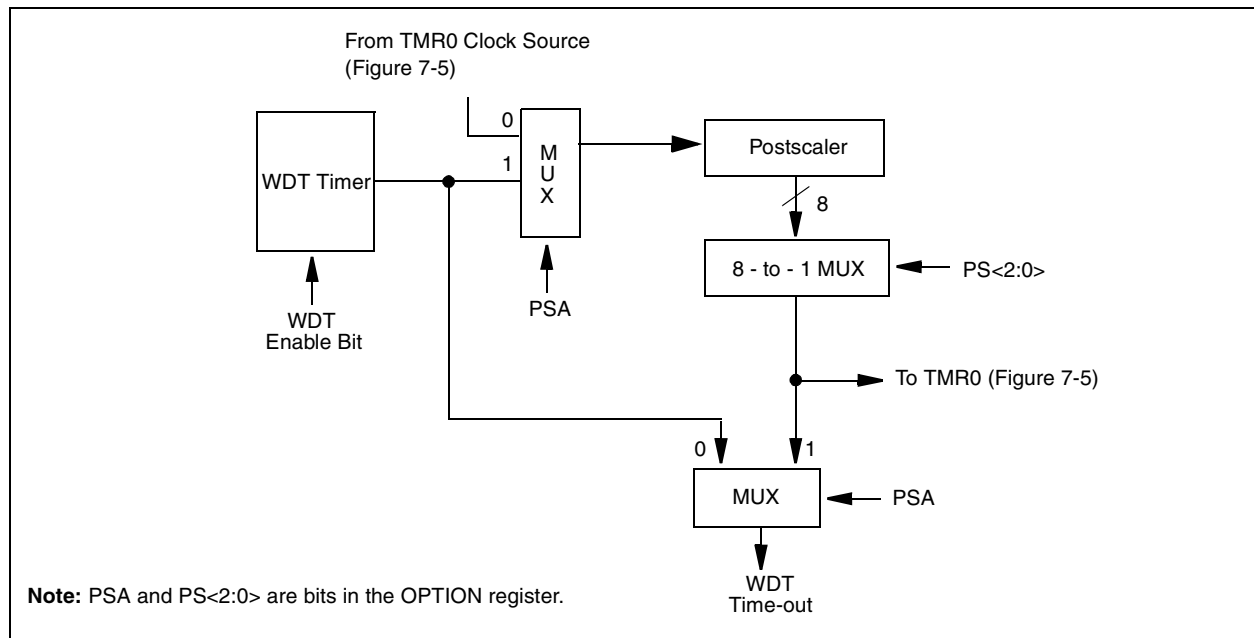 From TMR0 Clock Source
(Figure 7-5)
0
1
M
U
X
WDT Timer
Postscaler
8
8 - to - 1 MUX
PS<2:0>
PSA
WDT
Enable Bit
To TMR0 (Figure 7-5)
0
1
MUX
PSA
WDT
Time-out
Note: PSA and PS<2:0> are bits in the OPTION register.